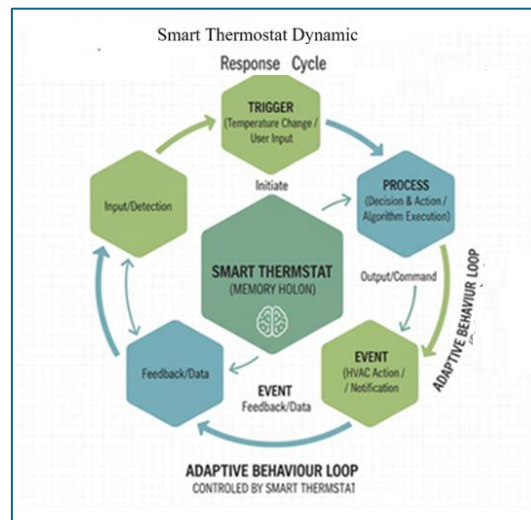 Smart Thermostat Dynamic
Response Cycle
TRIGGER
(Temperature Change /
User Input
Initiate
Input/Detection
PROCESS
(Decision & Action /
Algorithm Execution)
SMART THERMSTAT
(MEMORY HOLON)
Output/Command
ADAPTIVE BEHAVIOUR LOOP
EVENT
(HVAC Action /
/ Notification
Feedback/Data
EVENT
Feedback/Data
ADAPTIVE BEHAVIOUR LOOP
CONTROLED BY SMART THERMSTAT